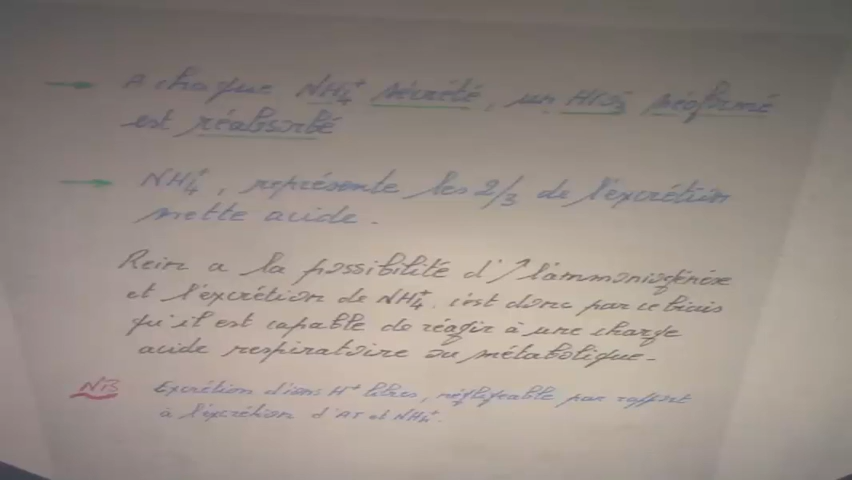 → A chaque NH4+ sécrété, un HCO3- néoformé
est réabsorbé
→ NH4+, représente les 2/3 de l'excrétion
nette acide.
Rein a la possibilité d'↗ l'ammoniogénèse
et l'excrétion de NH4+. c'est donc par ce biais
qu'il est capable de réagir à une charge
acide respiratoire ou métabolique.
NB Excrétion d'ions H+ libres, négligeable par rapport
à l'excrétion d'AT et NH4+.